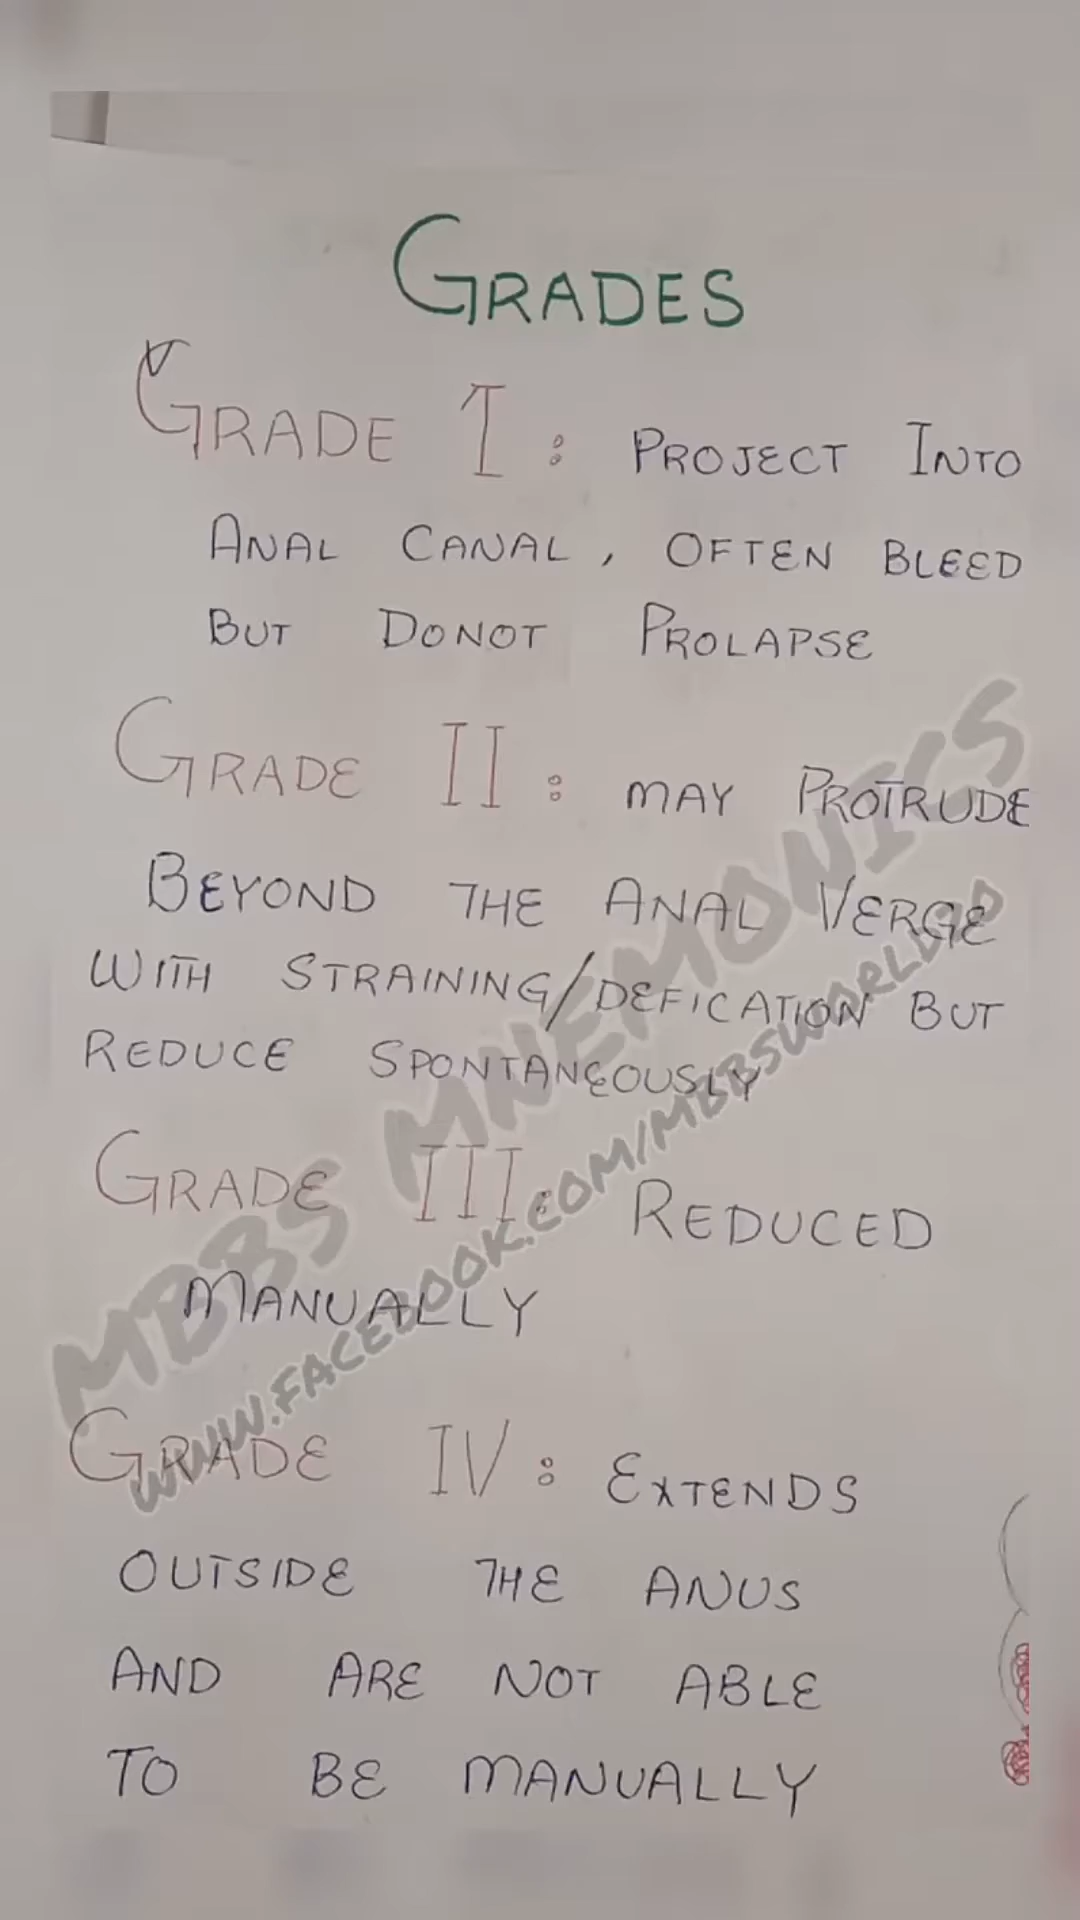 GRADES
GRADE I: PROJECT INTO
ANAL CANAL, OFTEN BLEED
BUT DONOT PROLAPSE
GRADE II: MAY PROTRUDE
BEYOND THE ANAL VERGE
WITH STRAINING/DEFICATION BUT
REDUCE SPONTANEOUSLY
GRADE III: REDUCED
MANUALLY
GRADE IV: EXTENDS
OUTSIDE THE ANUS
AND ARE NOT ABLE
TO BE MANUALLY
MBBS MNEMONICS
WWW.FACEBOOK.COM/MBBSWORLD20